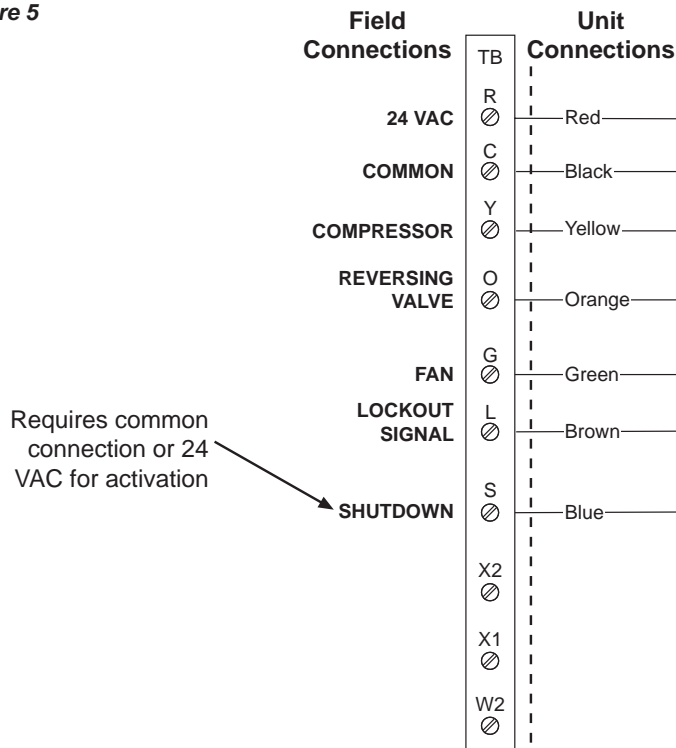 re 5
Field Connections
Unit Connections
TB
R
24 VAC
Red
C
COMMON
Black
Y
COMPRESSOR
Yellow
O
REVERSING
VALVE
Orange
G
FAN
Green
L
LOCKOUT
SIGNAL
Brown
Requires common
connection or 24
VAC for activation
S
SHUTDOWN
Blue
X2
X1
W2